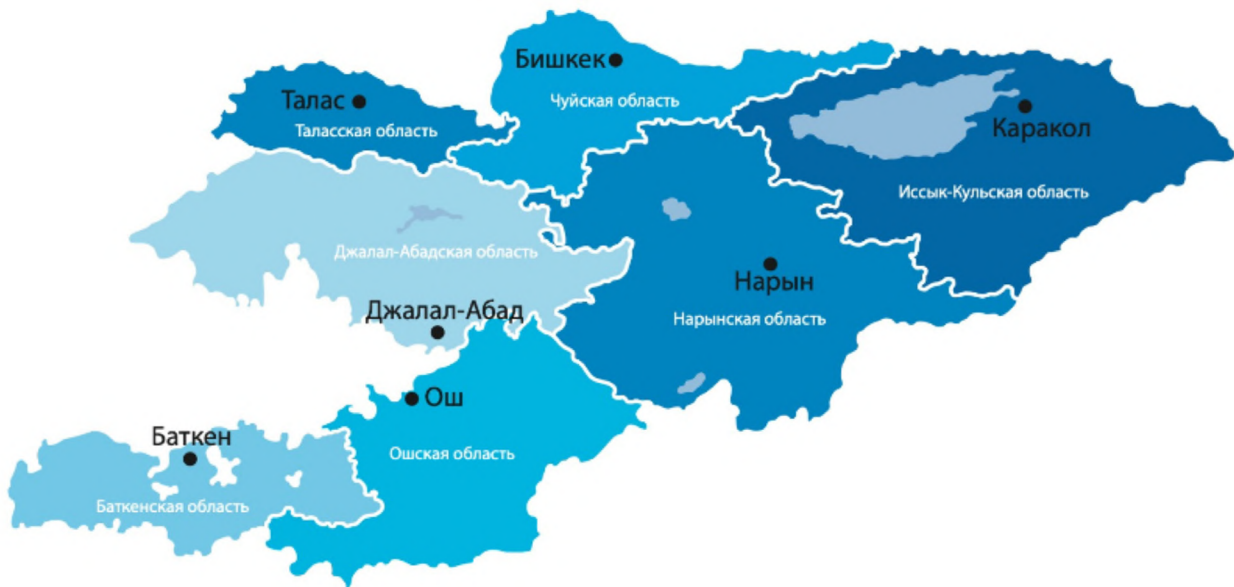 Бишкек
Чуйская область
Талас
Таласская область
Каракол
Иссык-Кульская область
Джалал-Абадская область
Нарын
Нарынская область
Джалал-Абад
Ош
Ошская область
Баткен
Баткенская область